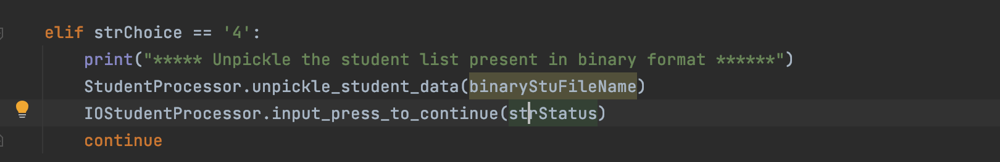 elif strChoice == '4':
print("***** Unpickle the student list present in binary format ******")
StudentProcessor.unpickle_student_data(binaryStuFileName)
IOStudentProcessor.input_press_to_continue(strStatus)
continue